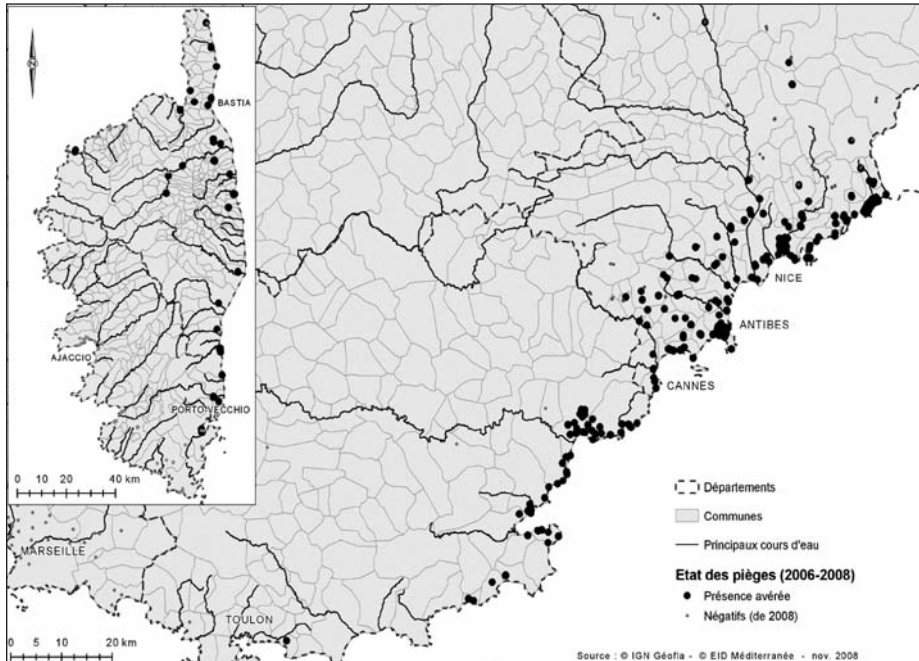 N
BASTIA
AJACCIO
PORTO-VECCHIO
0 20 40 km
NICE
ANTIBES
CANNES
MARSEILLE
TOULON
0 5 10 20 km
Départements
Communes
Principaux cours d'eau
Etat des pièges (2006-2008)
Présence avérée
Négatifs (de 2008)
Source : © IGN Géofla - © EID Méditerranée - nov. 2008